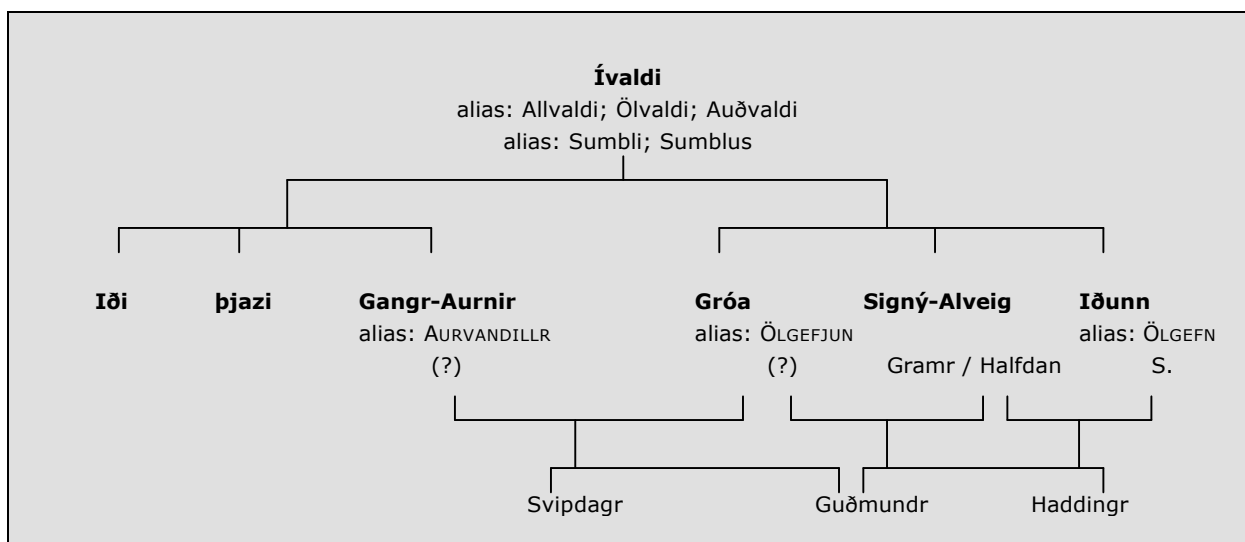 Ívaldi
alias: Allvaldi; Ölvaldi; Auðvaldi
alias: Sumbli; Sumblus
Iði þjazi Gangr-Aurnir Gróa Signý-Alveig Iðunn
alias: AURVANDILLR alias: ÖLGEFJUN alias: ÖLGEFN
(?) (?) Gramr / Halfdan S.
Svipdagr Guðmundr Haddingr